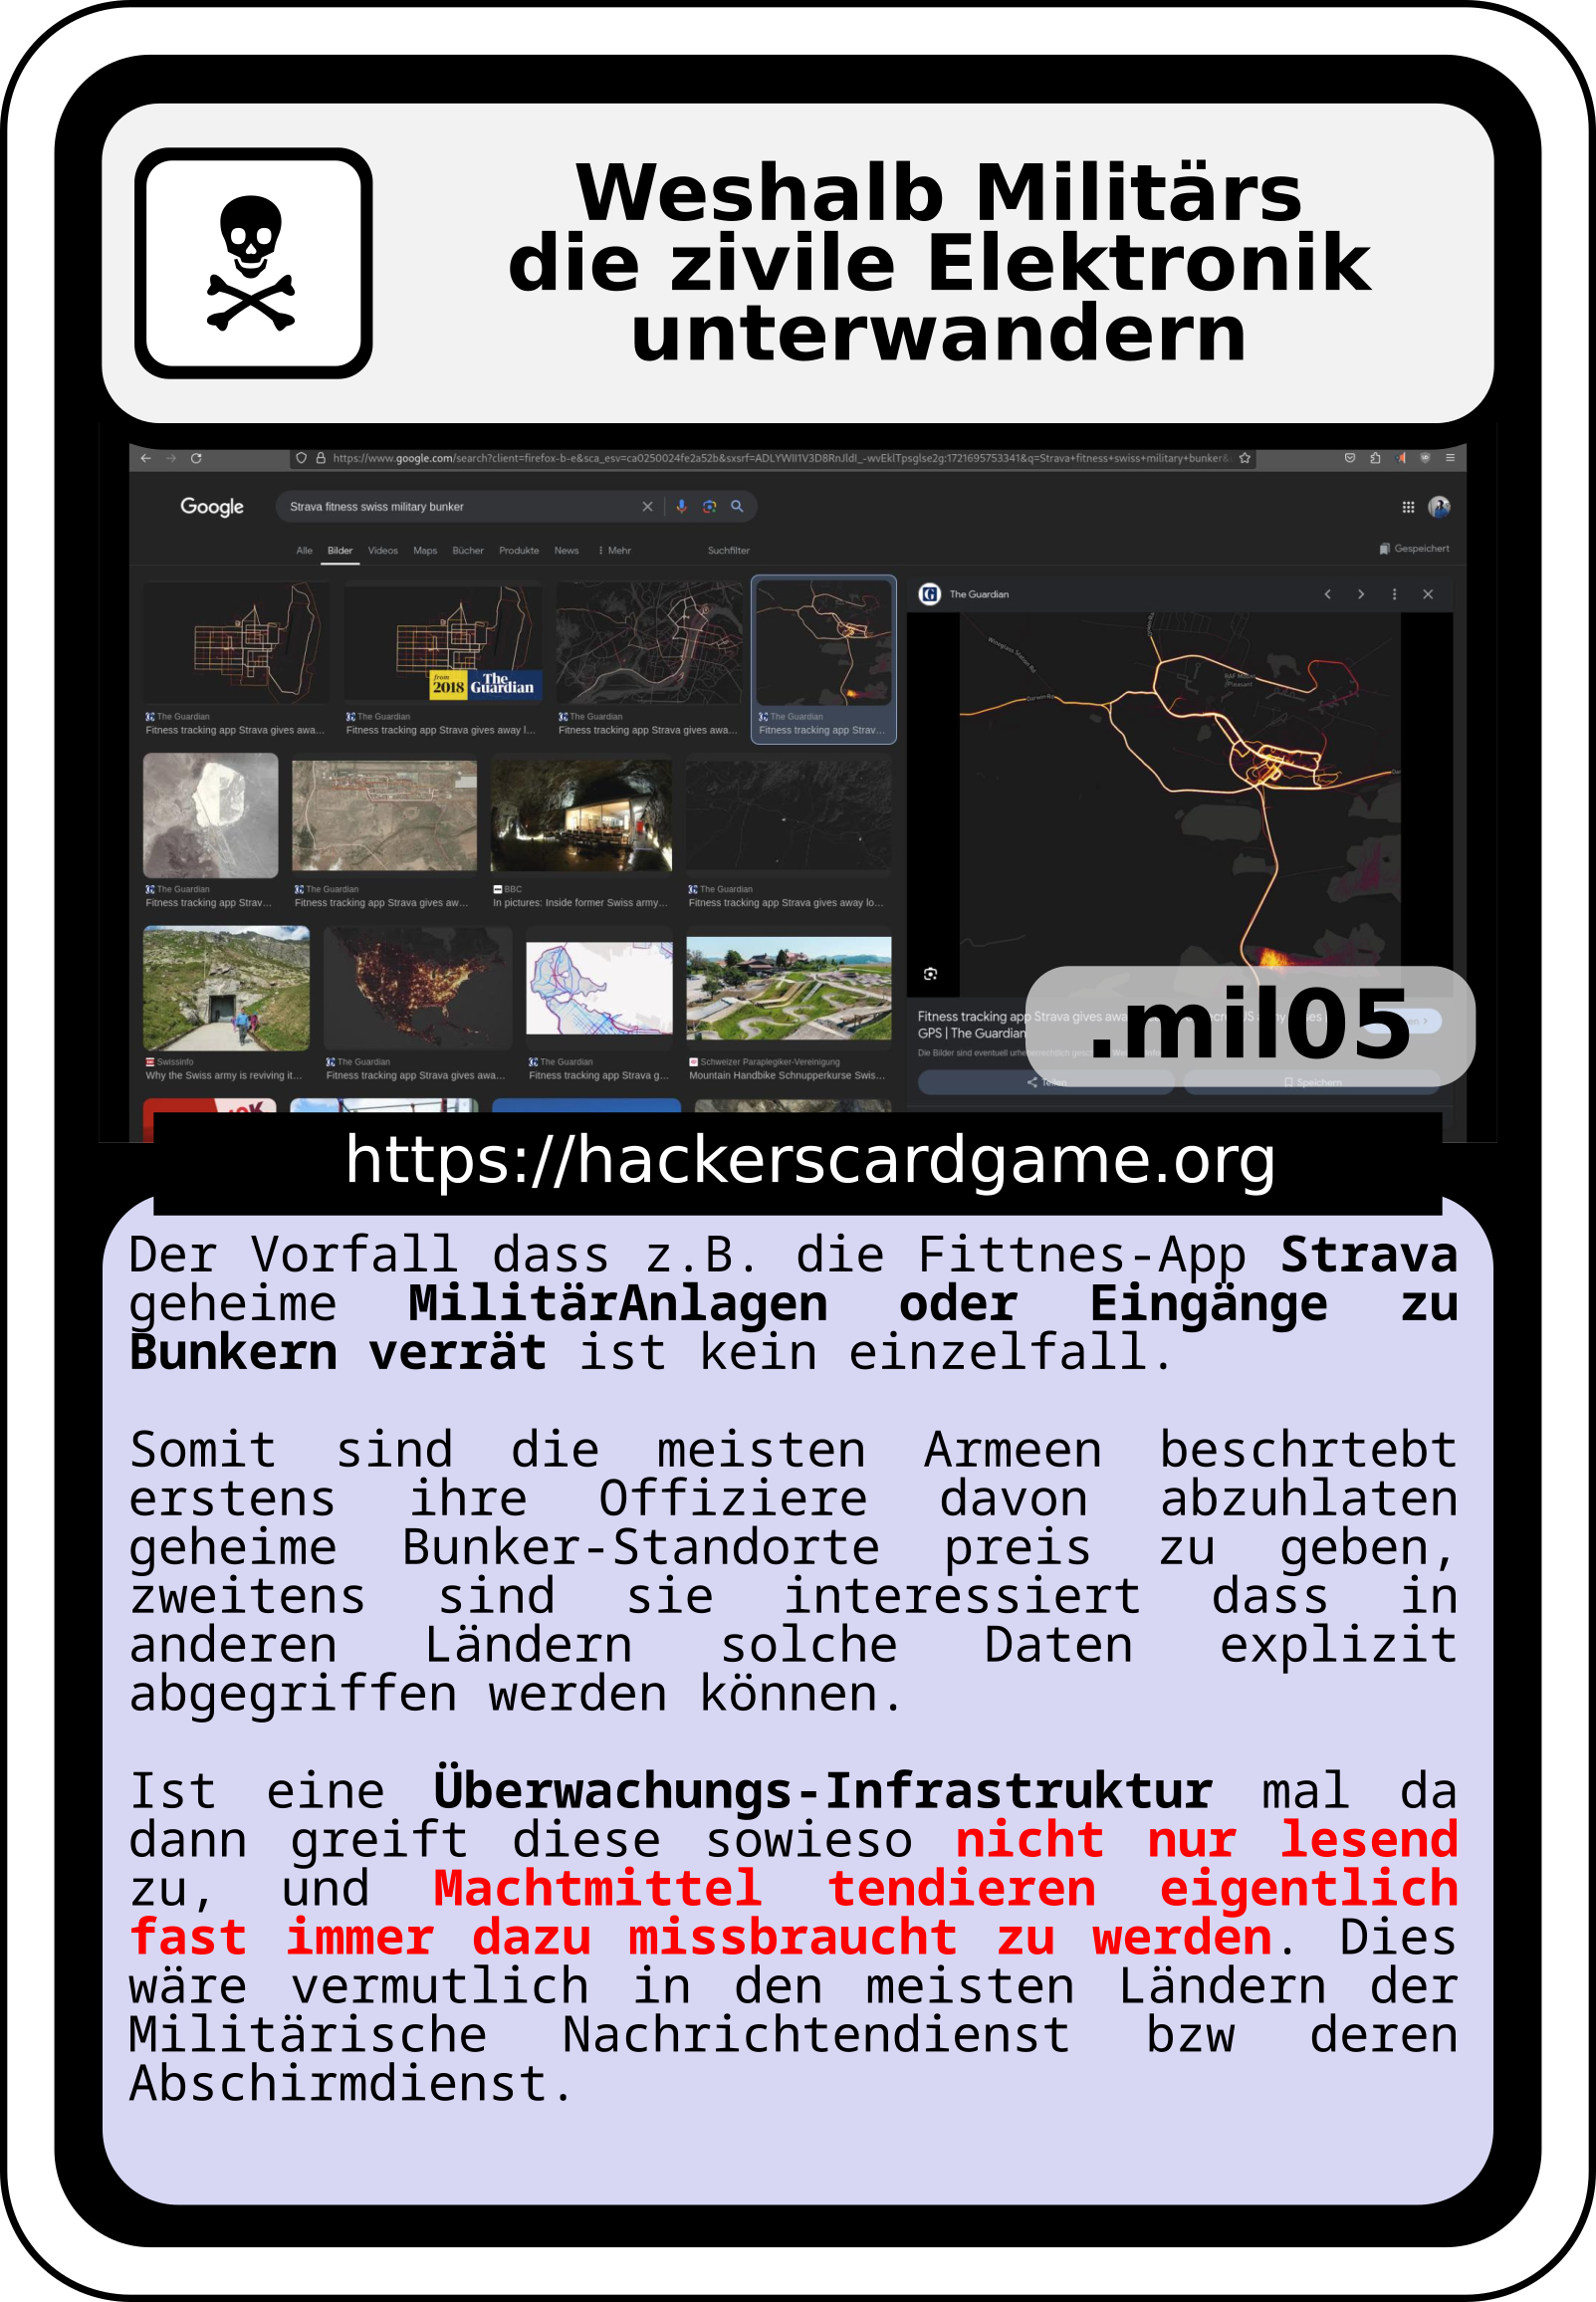 Weshalb Militärs
die zivile Elektronik
unterwandern
https://www.google.com/search?client=firefox-b-e&sca_esv=ca0250024fe2a52b&sxsrf=
Google
Strava fitness swiss military bunker
Alle Bilder Videos Maps Bücher Produkte News Mehr Suchfilter
Gespeichert
The Guardian
from
2018 The
Guardian
The Guardian The Guardian The Guardian The Guardian
Fitness tracking app Strava gives awa... Fitness tracking app Strava gives away l... Fitness tracking app Strava gives awa... Fitness tracking app Strav...
The Guardian The Guardian BBC The Guardian
Fitness tracking app Strav... Fitness tracking app Strava gives aw... In pictures: Inside former Swiss army... Fitness tracking app Strava gives away lo...
Swissinfo The Guardian The Guardian Schweizer Paraplegiker-Vereinigung
Why the Swiss army is reviving it... Fitness tracking app Strava gives awa... Fitness tracking app Strava g... Mountain Handbike Schnupperkurse Swis...
Fitness tracking app Strava gives awa
GPS | The Guardian
Die Bilder sind eventuell
Teilen Speichern
.mil05
https://hackerscardgame.org
Der Vorfall dass z.B. die Fittnes-App Strava
geheime MilitärAnlagen oder Eingänge zu
Bunkern verrät ist kein einzelfall.
Somit sind die meisten Armeen beschrtebt
erstens ihre Offiziere davon abzuhlaten
geheime Bunker-Standorte preis zu geben,
zweitens sind sie interessiert dass in
anderen Ländern solche Daten explizit
abgegriffen werden können.
Ist eine Überwachungs-Infrastruktur mal da
dann greift diese sowieso nicht nur lesend
zu, und Machtmittel tendieren eigentlich
fast immer dazu missbraucht zu werden. Dies
wäre vermutlich in den meisten Ländern der
Militärische Nachrichtendienst bzw deren
Abschirmdienst.